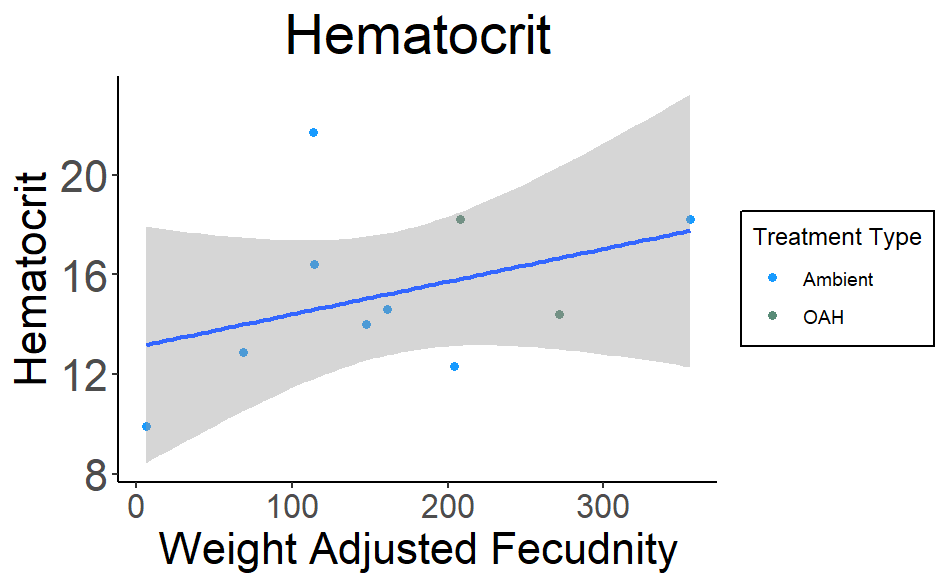 Hematocrit
Hematocrit
20
16
12
8
0 100 200 300
Weight Adjusted Fecudnity
Treatment Type
Ambient
OAH